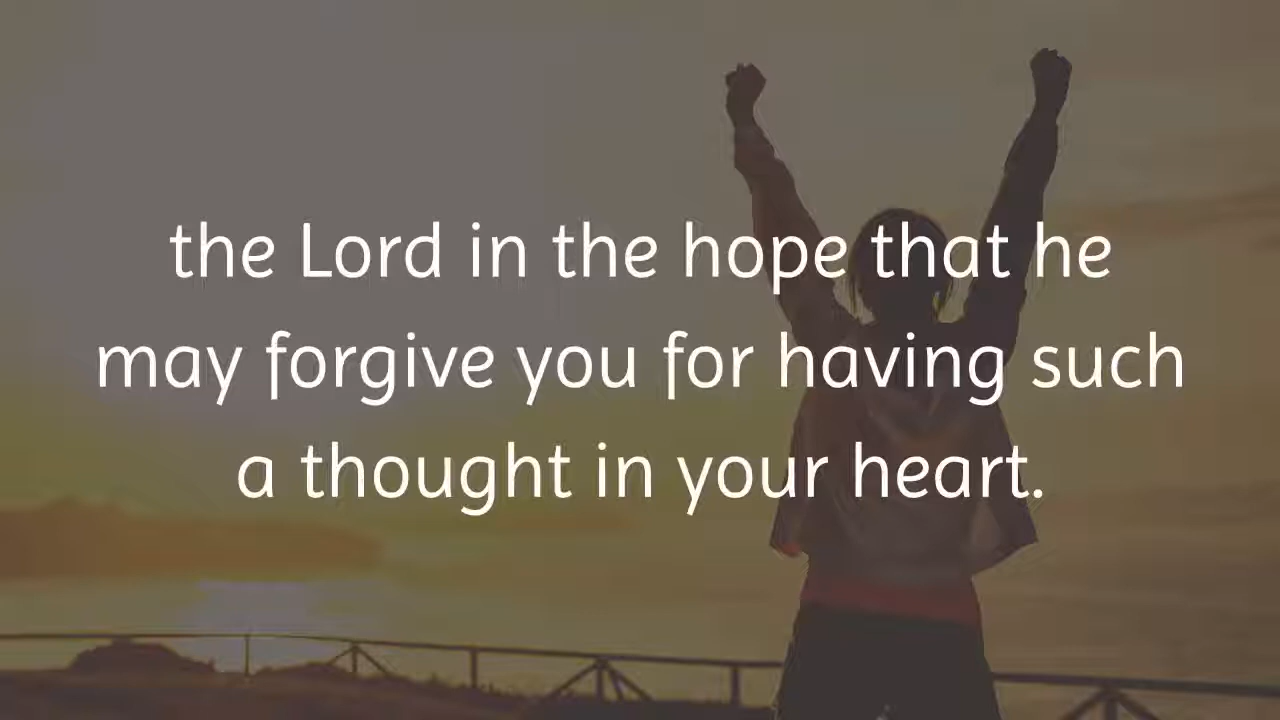 the Lord in the hope that he
may forgive you for having such
a thought in your heart.